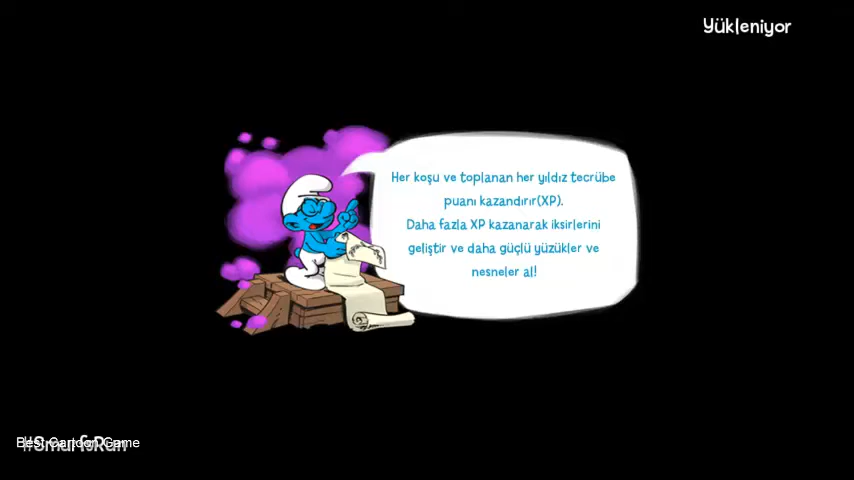 Yükleniyor
Her koşu ve toplanan her yıldız tecrübe
puanı kazandırır(XP).
Daha fazla XP kazanarak iksirlerini
geliştir ve daha güçlü yüzükler ve
nesneler al!
#SmurfsRun
Best Cartoon Game